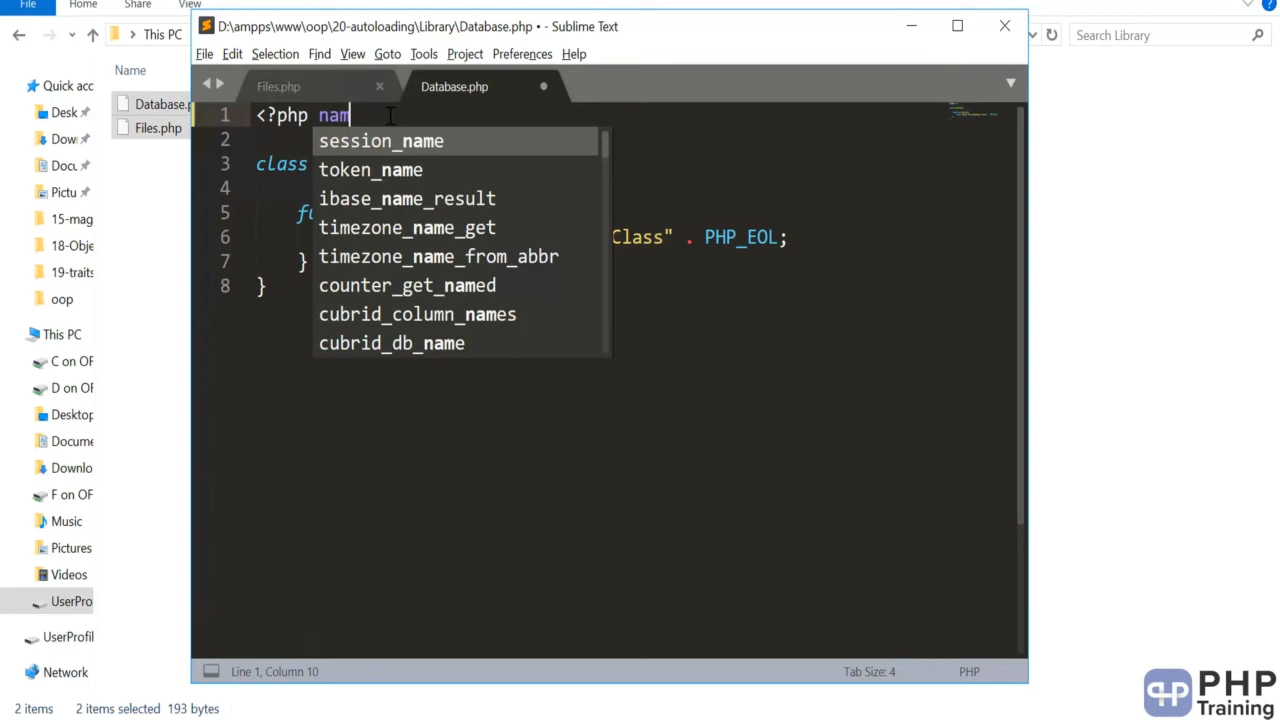 File Home Share View
D:\ampps\www\oop\20-autoloading\Library\Database.php • - Sublime Text
This PC
Search Library
File Edit Selection Find View Goto Tools Project Preferences Help
Name
Files.php
Database.php
Quick acc
Database.p
Files.php
Desk
Dow
Docu
Pictu
15-mag
18-Obje
19-traits
oop
This PC
C on OF
D on OF
Desktop
Docume
Downlo
F on OF
Music
Pictures
Videos
UserPro
UserProfil
Network
1 <?php nam
2
3 class
4
5 fu
6 Class" . PHP_EOL;
7 }
8 }
session_name
token_name
ibase_name_result
timezone_name_get
timezone_name_from_abbr
counter_get_named
cubrid_column_names
cubrid_db_name
Line 1, Column 10
Tab Size: 4
PHP
2 items 2 items selected 193 bytes
PHP
Training